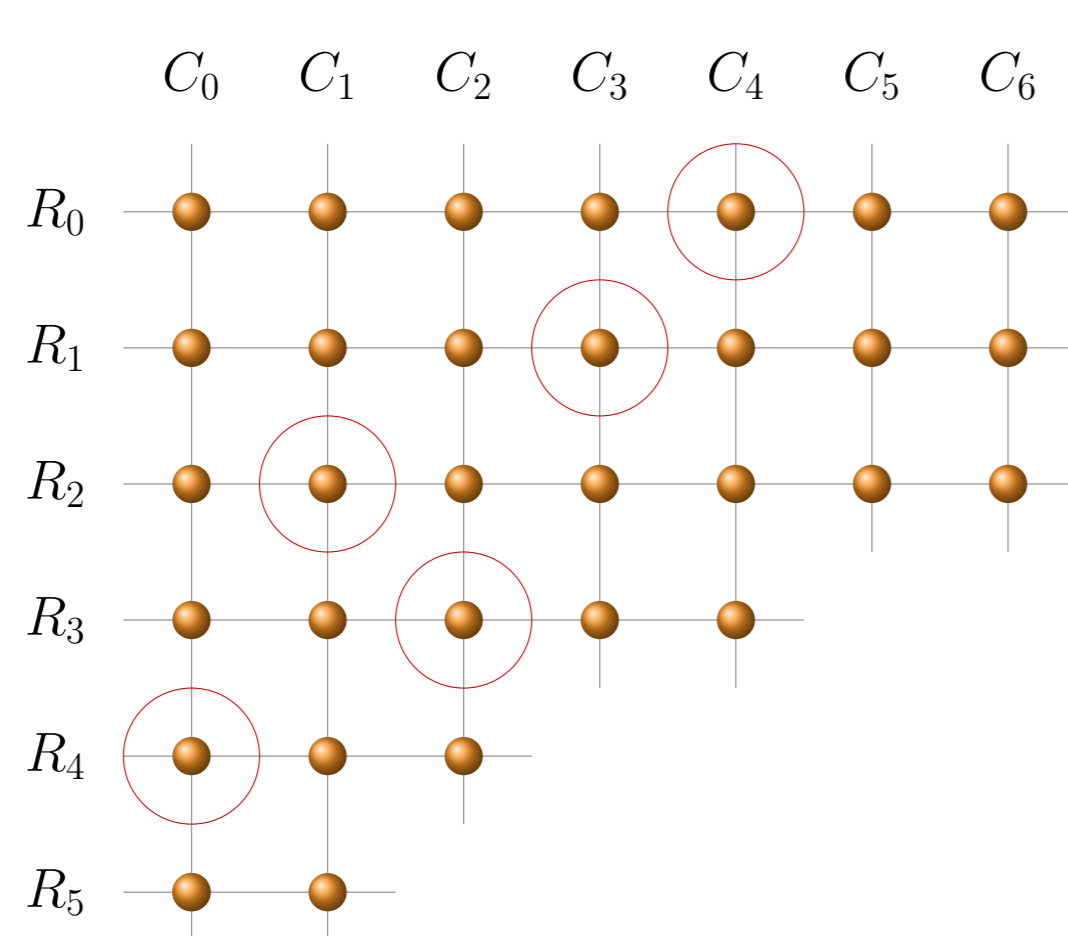 C₀ C₁ C₂ C₃ C₄ C₅ C₆
R₀
R₁
R₂
R₃
R₄
R₅